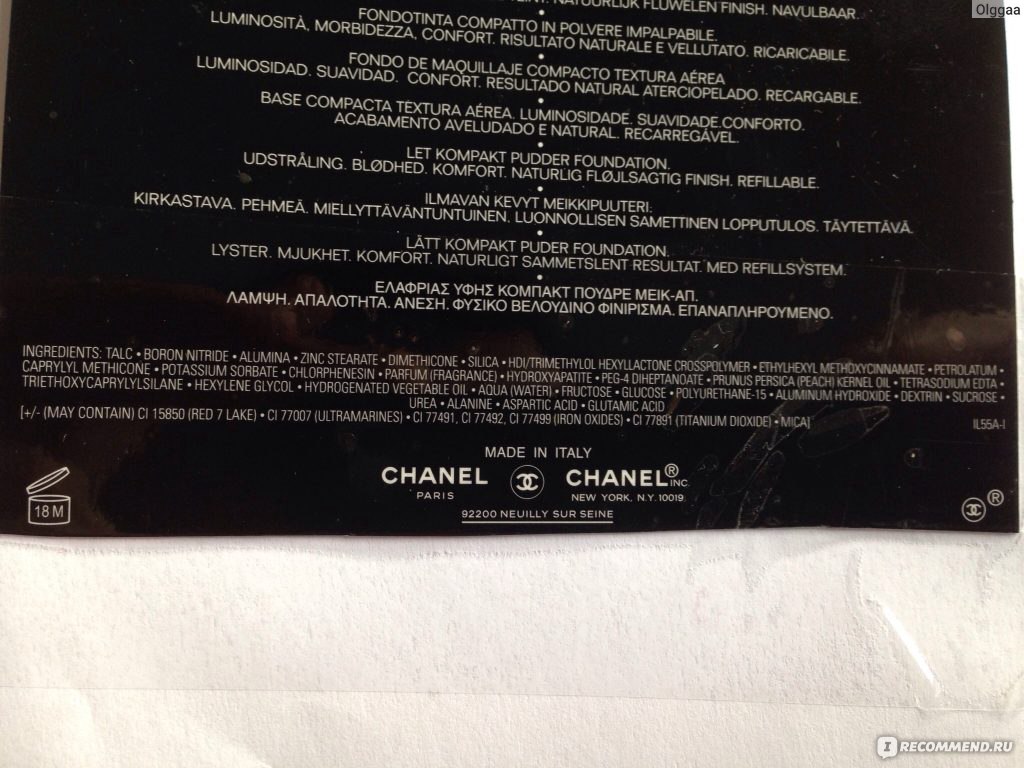 Olggaa
NATUURLIJK FLUWELEN FINISH. NAVULBAAR.
•
FONDOTINTA COMPATTO IN POLVERE IMPALPABILE.
LUMINOSITÀ, MORBIDEZZA, CONFORT. RISULTATO NATURALE E VELLUTATO. RICARICABILE.
•
FONDO DE MAQUILLAJE COMPACTO TEXTURA AÉREA
LUMINOSIDAD. SUAVIDAD. CONFORT. RESULTADO NATURAL ATERCIOPELADO. RECARGABLE.
•
BASE COMPACTA TEXTURA AÉREA. LUMINOSIDADE. SUAVIDADE.CONFORTO.
ACABAMENTO AVELUDADO E NATURAL. RECARREGÁVEL.
•
LET KOMPAKT PUDDER FOUNDATION.
UDSTRÅLING. BLØDHED. KOMFORT. NATURLIG FLØJLSAGTIG FINISH. REFILLABLE.
•
ILMAVAN KEVYT MEIKKIPUUTERI:
KIRKASTAVA. PEHMEÄ. MIELLYTTÄVÄNTUNTUINEN. LUONNOLLISEN SAMETTINEN LOPPUTULOS. TÄYTETTÄVÄ.
•
LÄTT KOMPAKT PUDER FOUNDATION.
LYSTER. MJUKHET. KOMFORT. NATURLIGT SAMMETSLENT RESULTAT. MED REFILLSYSTEM.
•
ΕΛΑΦΡΙΑΣ ΥΦΗΣ ΚΟΜΠΑΚΤ ΠΟΥΔΡΕ ΜΕΙΚ-ΑΠ.
ΛΑΜΨΗ. ΑΠΑΛΟΤΗΤΑ. ΑΝΕΣΗ. ΦΥΣΙΚΟ ΒΕΛΟΥΔΙΝΟ ΦΙΝΙΡΙΣΜΑ. ΕΠΑΝΑΠΛΗΡΟΥΜΕΝΟ.
INGREDIENTS: TALC • BORON NITRIDE • ALUMINA • ZINC STEARATE • DIMETHICONE • SILICA • HDI/TRIMETHYLOL HEXYLLACTONE CROSSPOLYMER • ETHYLHEXYL METHOXYCINNAMATE • PETROLATUM •
CAPRYLYL METHICONE • POTASSIUM SORBATE • CHLORPHENESIN • PARFUM (FRAGRANCE) • HYDROXYAPATITE • PEG-4 DIHEPTANOATE • PRUNUS PERSICA (PEACH) KERNEL OIL • TETRASODIUM EDTA •
TRIETHOXYCAPRYLYLSILANE • HEXYLENE GLYCOL • HYDROGENATED VEGETABLE OIL • AQUA (WATER) • FRUCTOSE • GLUCOSE • POLYURETHANE-15 • ALUMINUM HYDROXIDE • DEXTRIN • SUCROSE •
UREA • ALANINE • ASPARTIC ACID • GLUTAMIC ACID
[+/- (MAY CONTAIN) CI 15850 (RED 7 LAKE) • CI 77007 (ULTRAMARINES) • CI 77491, CI 77492, CI 77499 (IRON OXIDES) • CI 77891 (TITANIUM DIOXIDE) • MICA]
IL55A-I
MADE IN ITALY
CHANEL CHANEL® INC.
PARIS NEW YORK, N.Y. 10019
92200 NEUILLY SUR SEINE
18 M
®
IRECOMMEND.RU